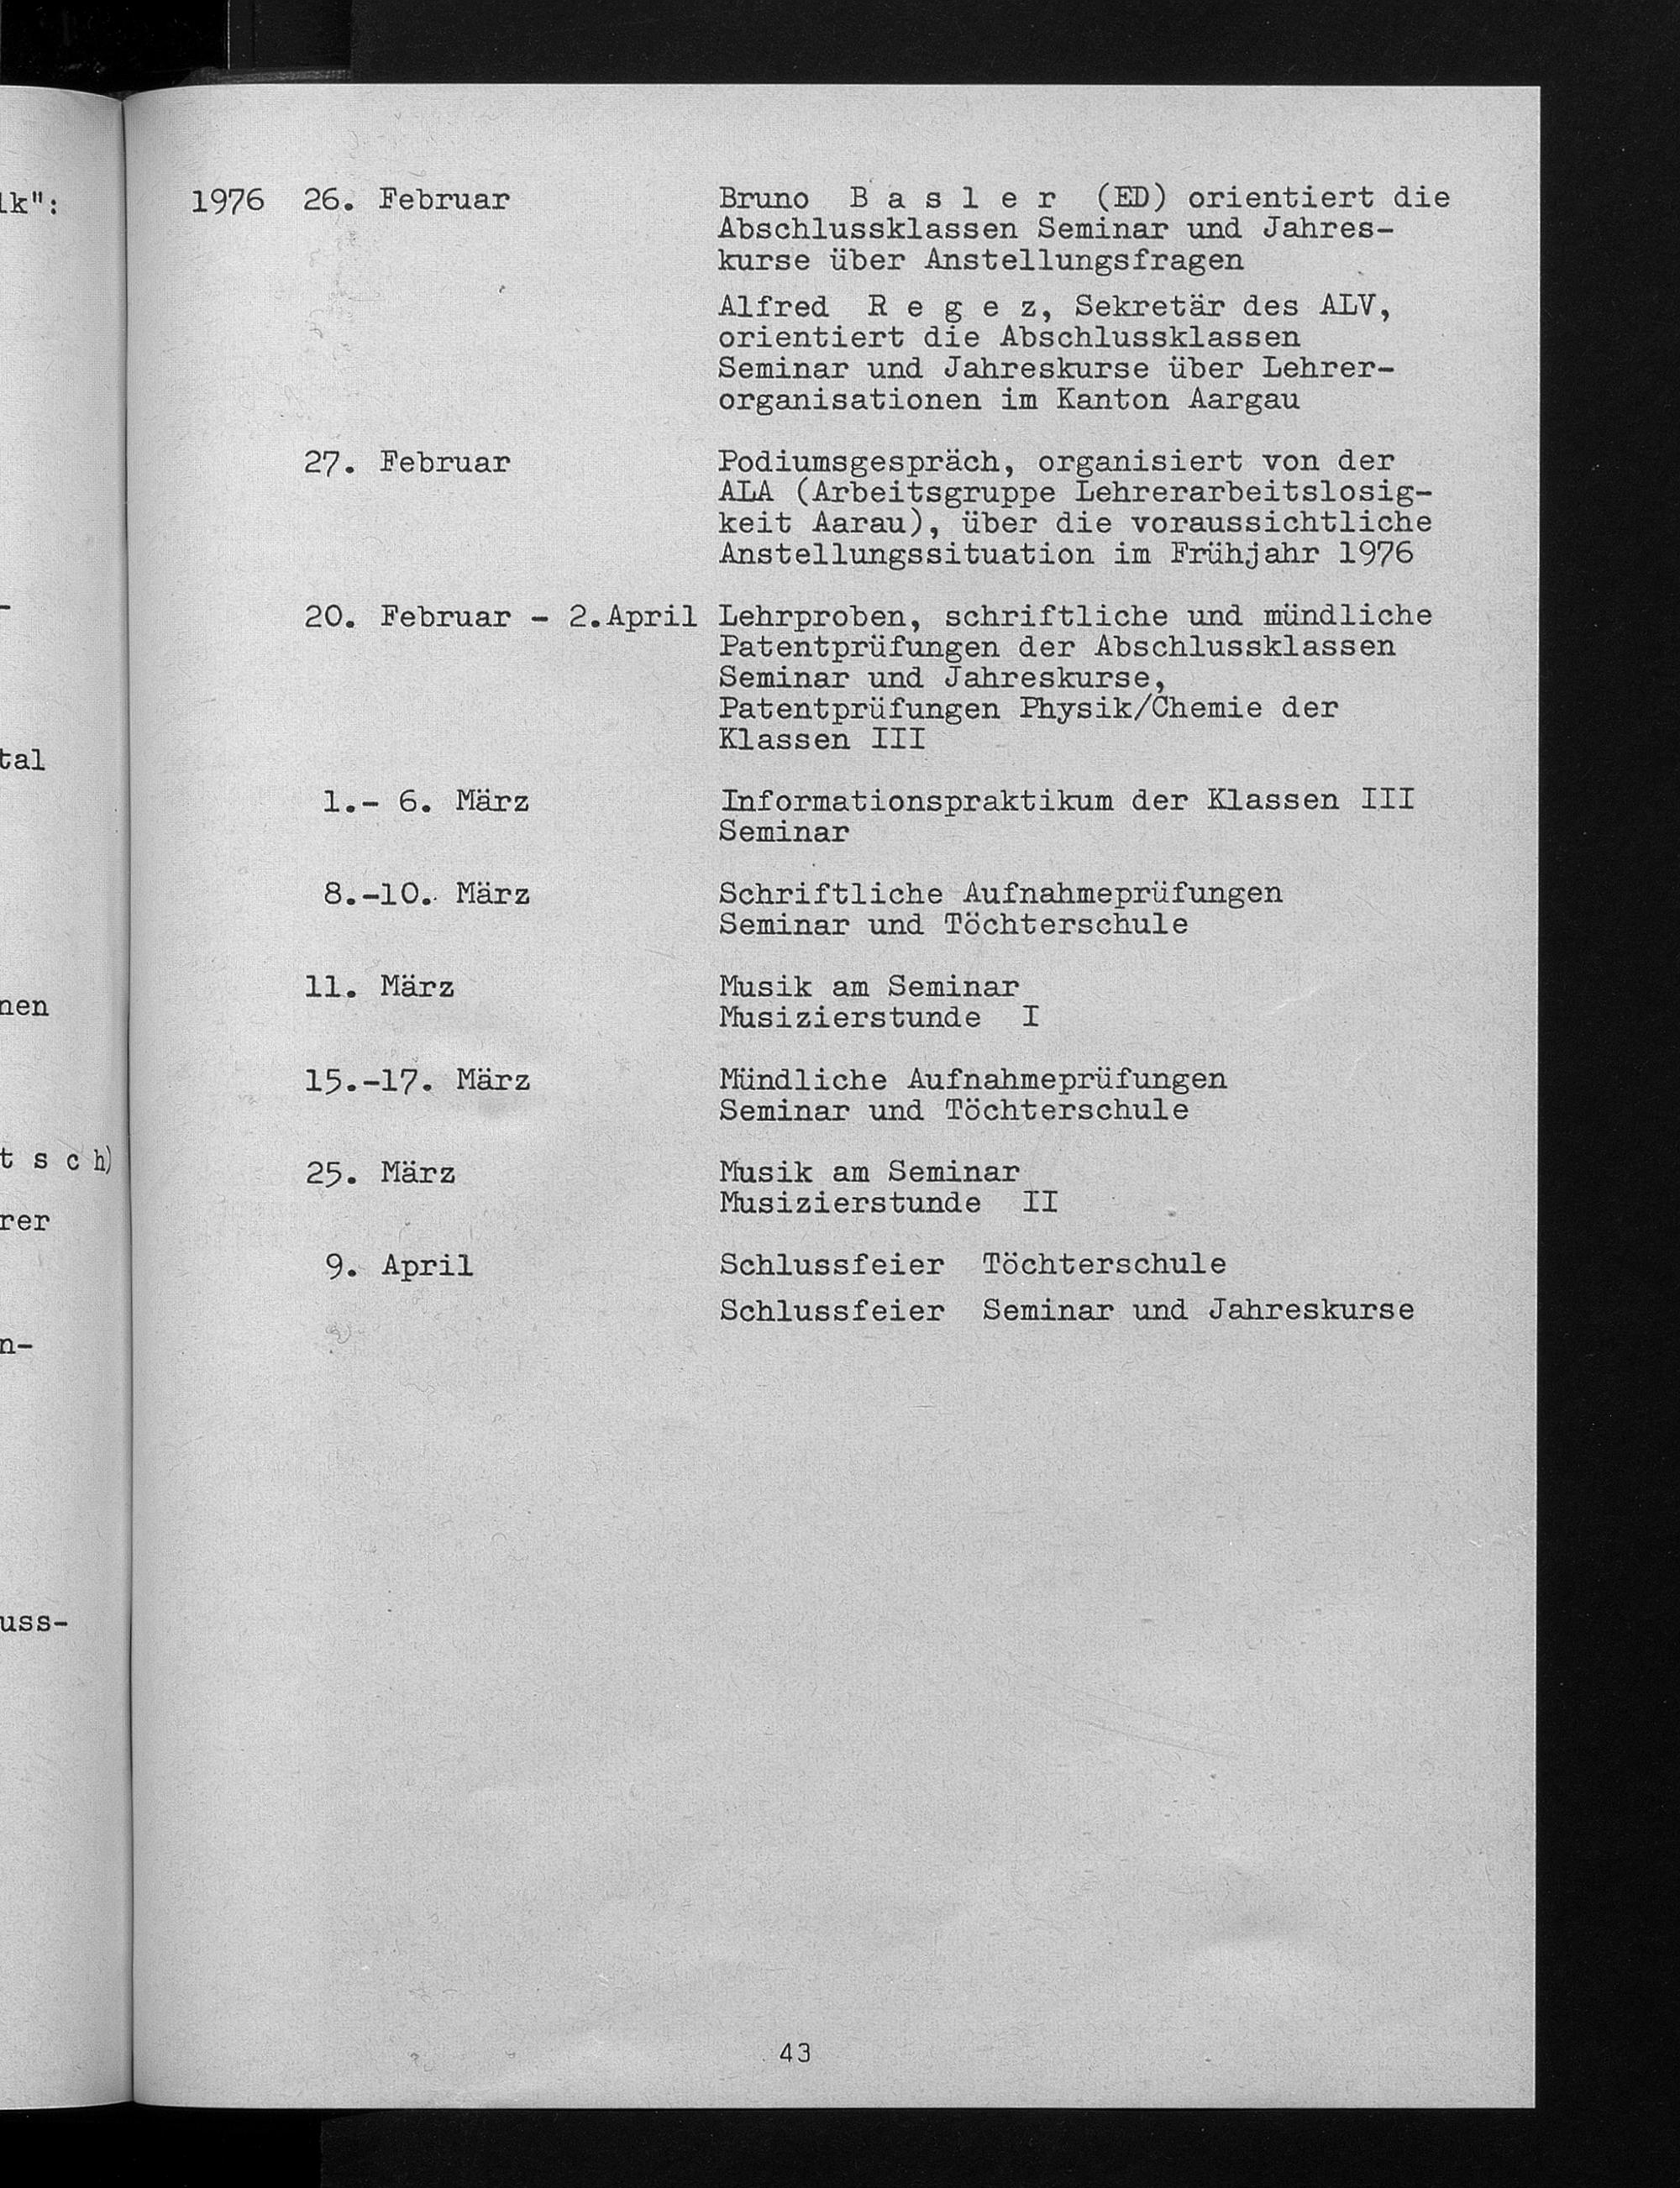 lk":
tal
nen
t s c h)
rer
n-
uss-
1976 26. Februar Bruno B a s l e r (ED) orientiert die
Abschlussklassen Seminar und Jahres-
kurse über Anstellungsfragen
Alfred R e g e z, Sekretär des ALV,
orientiert die Abschlussklassen
Seminar und Jahreskurse über Lehrer-
organisationen im Kanton Aargau
27. Februar Podiumsgespräch, organisiert von der
ALA (Arbeitsgruppe Lehrerarbeitslosig-
keit Aarau), über die voraussichtliche
Anstellungssituation im Frühjahr 1976
20. Februar - 2.April Lehrproben, schriftliche und mündliche
Patentprüfungen der Abschlussklassen
Seminar und Jahreskurse,
Patentprüfungen Physik/Chemie der
Klassen III
1.- 6. März Informationspraktikum der Klassen III
Seminar
8.-10. März Schriftliche Aufnahmeprüfungen
Seminar und Töchterschule
11. März Musik am Seminar
Musizierstunde I
15.-17. März Mündliche Aufnahmeprüfungen
Seminar und Töchterschule
25. März Musik am Seminar
Musizierstunde II
9. April Schlussfeier Töchterschule
Schlussfeier Seminar und Jahreskurse
43